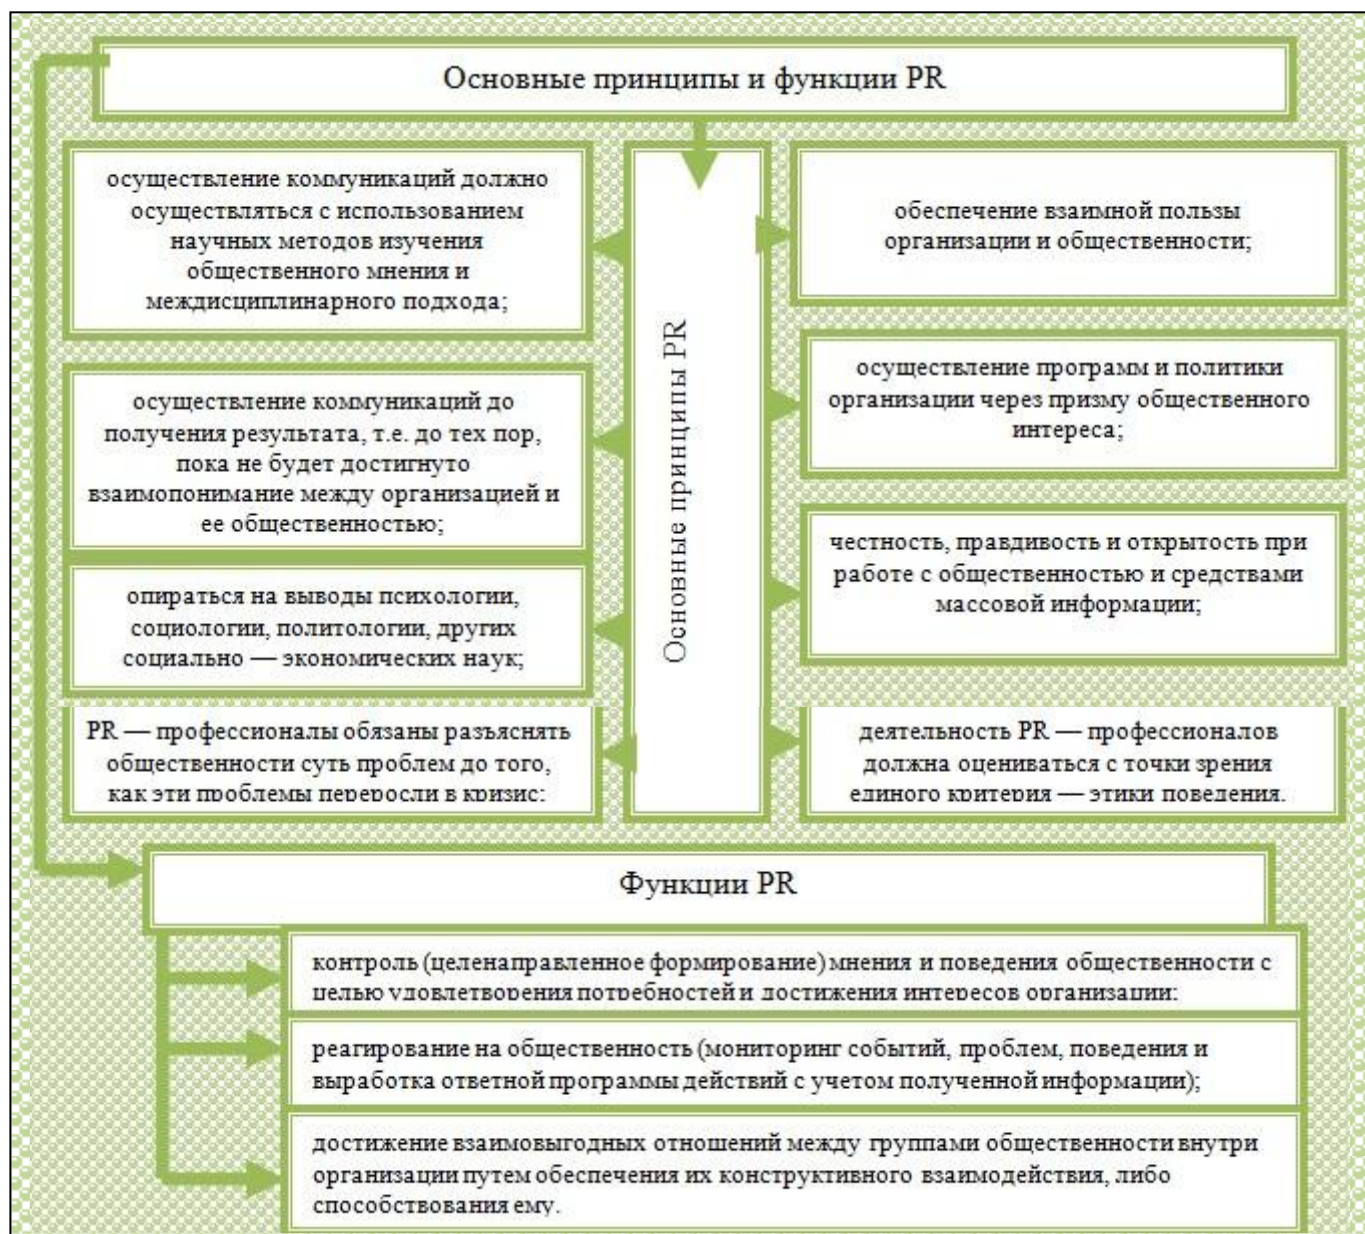 Основные принципы и функции PR
осуществление коммуникаций должно
осуществляться с использованием
научных методов изучения
общественного мнения и
междисциплинарного подхода;
осуществление коммуникаций до
получения результата, т.е. до тех пор,
пока не будет достигнуто
взаимопонимание между организацией и
ее общественностью;
опираться на выводы психологии,
социологии, политологии, других
социально — экономических наук;
PR — профессионалы обязаны разъяснять
общественности суть проблем до того,
как эти проблемы переросли в кризис;
Основные принципы PR
обеспечение взаимной пользы
организации и общественности;
осуществление программ и политики
организации через призму общественного
интереса;
честность, правдивость и открытость при
работе с общественностью и средствами
массовой информации;
деятельность PR — профессионалов
должна оцениваться с точки зрения
единого критерия — этики поведения.
Функции PR
контроль (целенаправленное формирование) мнения и поведения общественности с
целью удовлетворения потребностей и достижения интересов организации;
реагирование на общественность (мониторинг событий, проблем, поведения и
выработка ответной программы действий с учетом полученной информации);
достижение взаимовыгодных отношений между группами общественности внутри
организации путем обеспечения их конструктивного взаимодействия, либо
способствования ему.